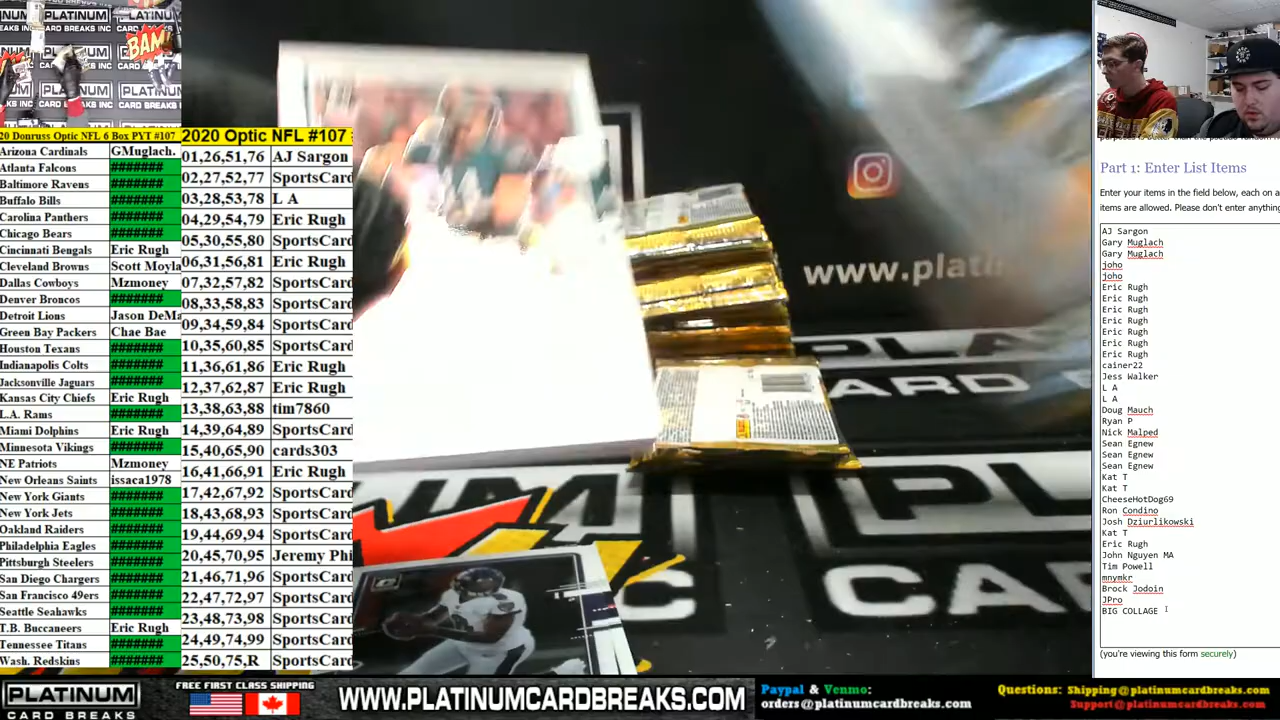 PLATINUM
CARD BREAKS INC
BAM
20 Donruss Optic NFL 6 Box PYT #107
Arizona Cardinals GMuglach.
Atlanta Falcons #######
Baltimore Ravens #######
Buffalo Bills #######
Carolina Panthers #######
Chicago Bears #######
Cincinnati Bengals Eric Rugh
Cleveland Browns Scott Moyla
Dallas Cowboys Mzmoney
Denver Broncos #######
Detroit Lions Jason DeMa
Green Bay Packers Chae Bae
Houston Texans #######
Indianapolis Colts #######
Jacksonville Jaguars #######
Kansas City Chiefs Eric Rugh
L.A. Rams #######
Miami Dolphins Eric Rugh
Minnesota Vikings #######
NE Patriots Mzmoney
New Orleans Saints issaca1978
New York Giants #######
New York Jets #######
Oakland Raiders #######
Philadelphia Eagles #######
Pittsburgh Steelers #######
San Diego Chargers #######
San Francisco 49ers #######
Seattle Seahawks #######
T.B. Buccaneers Eric Rugh
Tennessee Titans #######
Wash. Redskins #######
2020 Optic NFL #107
01,26,51,76 AJ Sargon
02,27,52,77 SportsCard
03,28,53,78 L A
04,29,54,79 Eric Rugh
05,30,55,80 SportsCard
06,31,56,81 Eric Rugh
07,32,57,82 SportsCard
08,33,58,83 SportsCard
09,34,59,84 SportsCard
10,35,60,85 SportsCard
11,36,61,86 Eric Rugh
12,37,62,87 Eric Rugh
13,38,63,88 tim7860
14,39,64,89 SportsCard
15,40,65,90 cards303
16,41,66,91 Eric Rugh
17,42,67,92 SportsCard
18,43,68,93 SportsCard
19,44,69,94 SportsCard
20,45,70,95 Jeremy Phi
21,46,71,96 SportsCard
22,47,72,97 SportsCard
23,48,73,98 SportsCard
24,49,74,99 SportsCard
25,50,75,R SportsCard
www.plati
Part 1: Enter List Items
Enter your items in the field below, each on a
items are allowed. Please don't enter anything
AJ Sargon
Gary Muglach
Gary Muglach
joho
joho
Eric Rugh
Eric Rugh
Eric Rugh
Eric Rugh
Eric Rugh
Eric Rugh
Eric Rugh
cainer22
Jess Walker
L A
L A
Doug Mauch
Ryan P
Nick Malped
Sean Egnew
Sean Egnew
Sean Egnew
Kat T
Kat T
CheeseHotDog69
Ron Condino
Josh Dziurlikowski
Kat T
Eric Rugh
John Nguyen MA
Tim Powell
mnymkr
Brock Jodoin
JPro
BIG COLLAGE
(you're viewing this form securely)
PLATINUM
CARD BREAKS
FREE FIRST CLASS SHIPPING
WWW.PLATINUMCARDBREAKS.COM
Paypal & Venmo:
orders@platinumcardbreaks.com
Questions: Shipping@platinumcardbreaks.com
Support@platinumcardbreaks.com